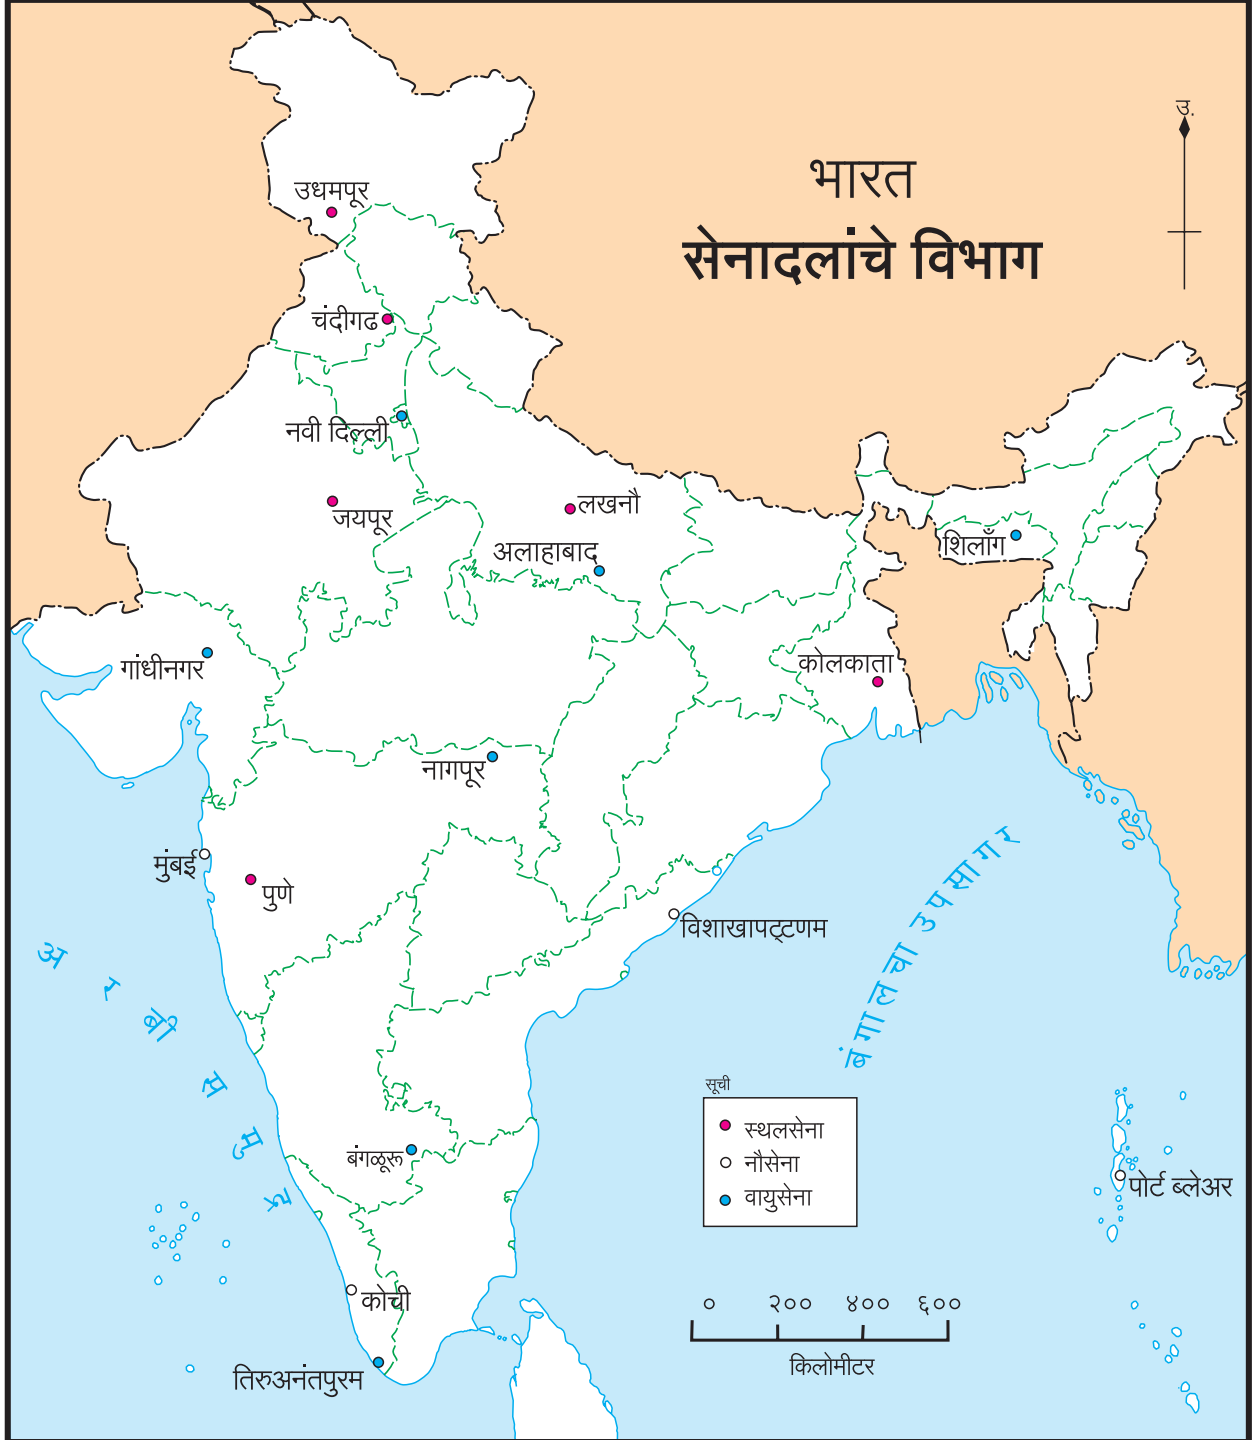 उ.
भारत
सेनादलांचे विभाग
उधमपूर
चंदीगढ
नवी दिल्ली
जयपूर
लखनौ
अलाहाबाद
शिलाँग
गांधीनगर
कोलकाता
नागपूर
मुंबई
पुणे
विशाखापट्टणम
अरबी समुद्र
बंगालचा उपसागर
सूची
स्थलसेना
नौसेना
वायुसेना
बंगळूरू
पोर्ट ब्लेअर
कोची
तिरुअनंतपुरम
० २०० ४०० ६००
किलोमीटर